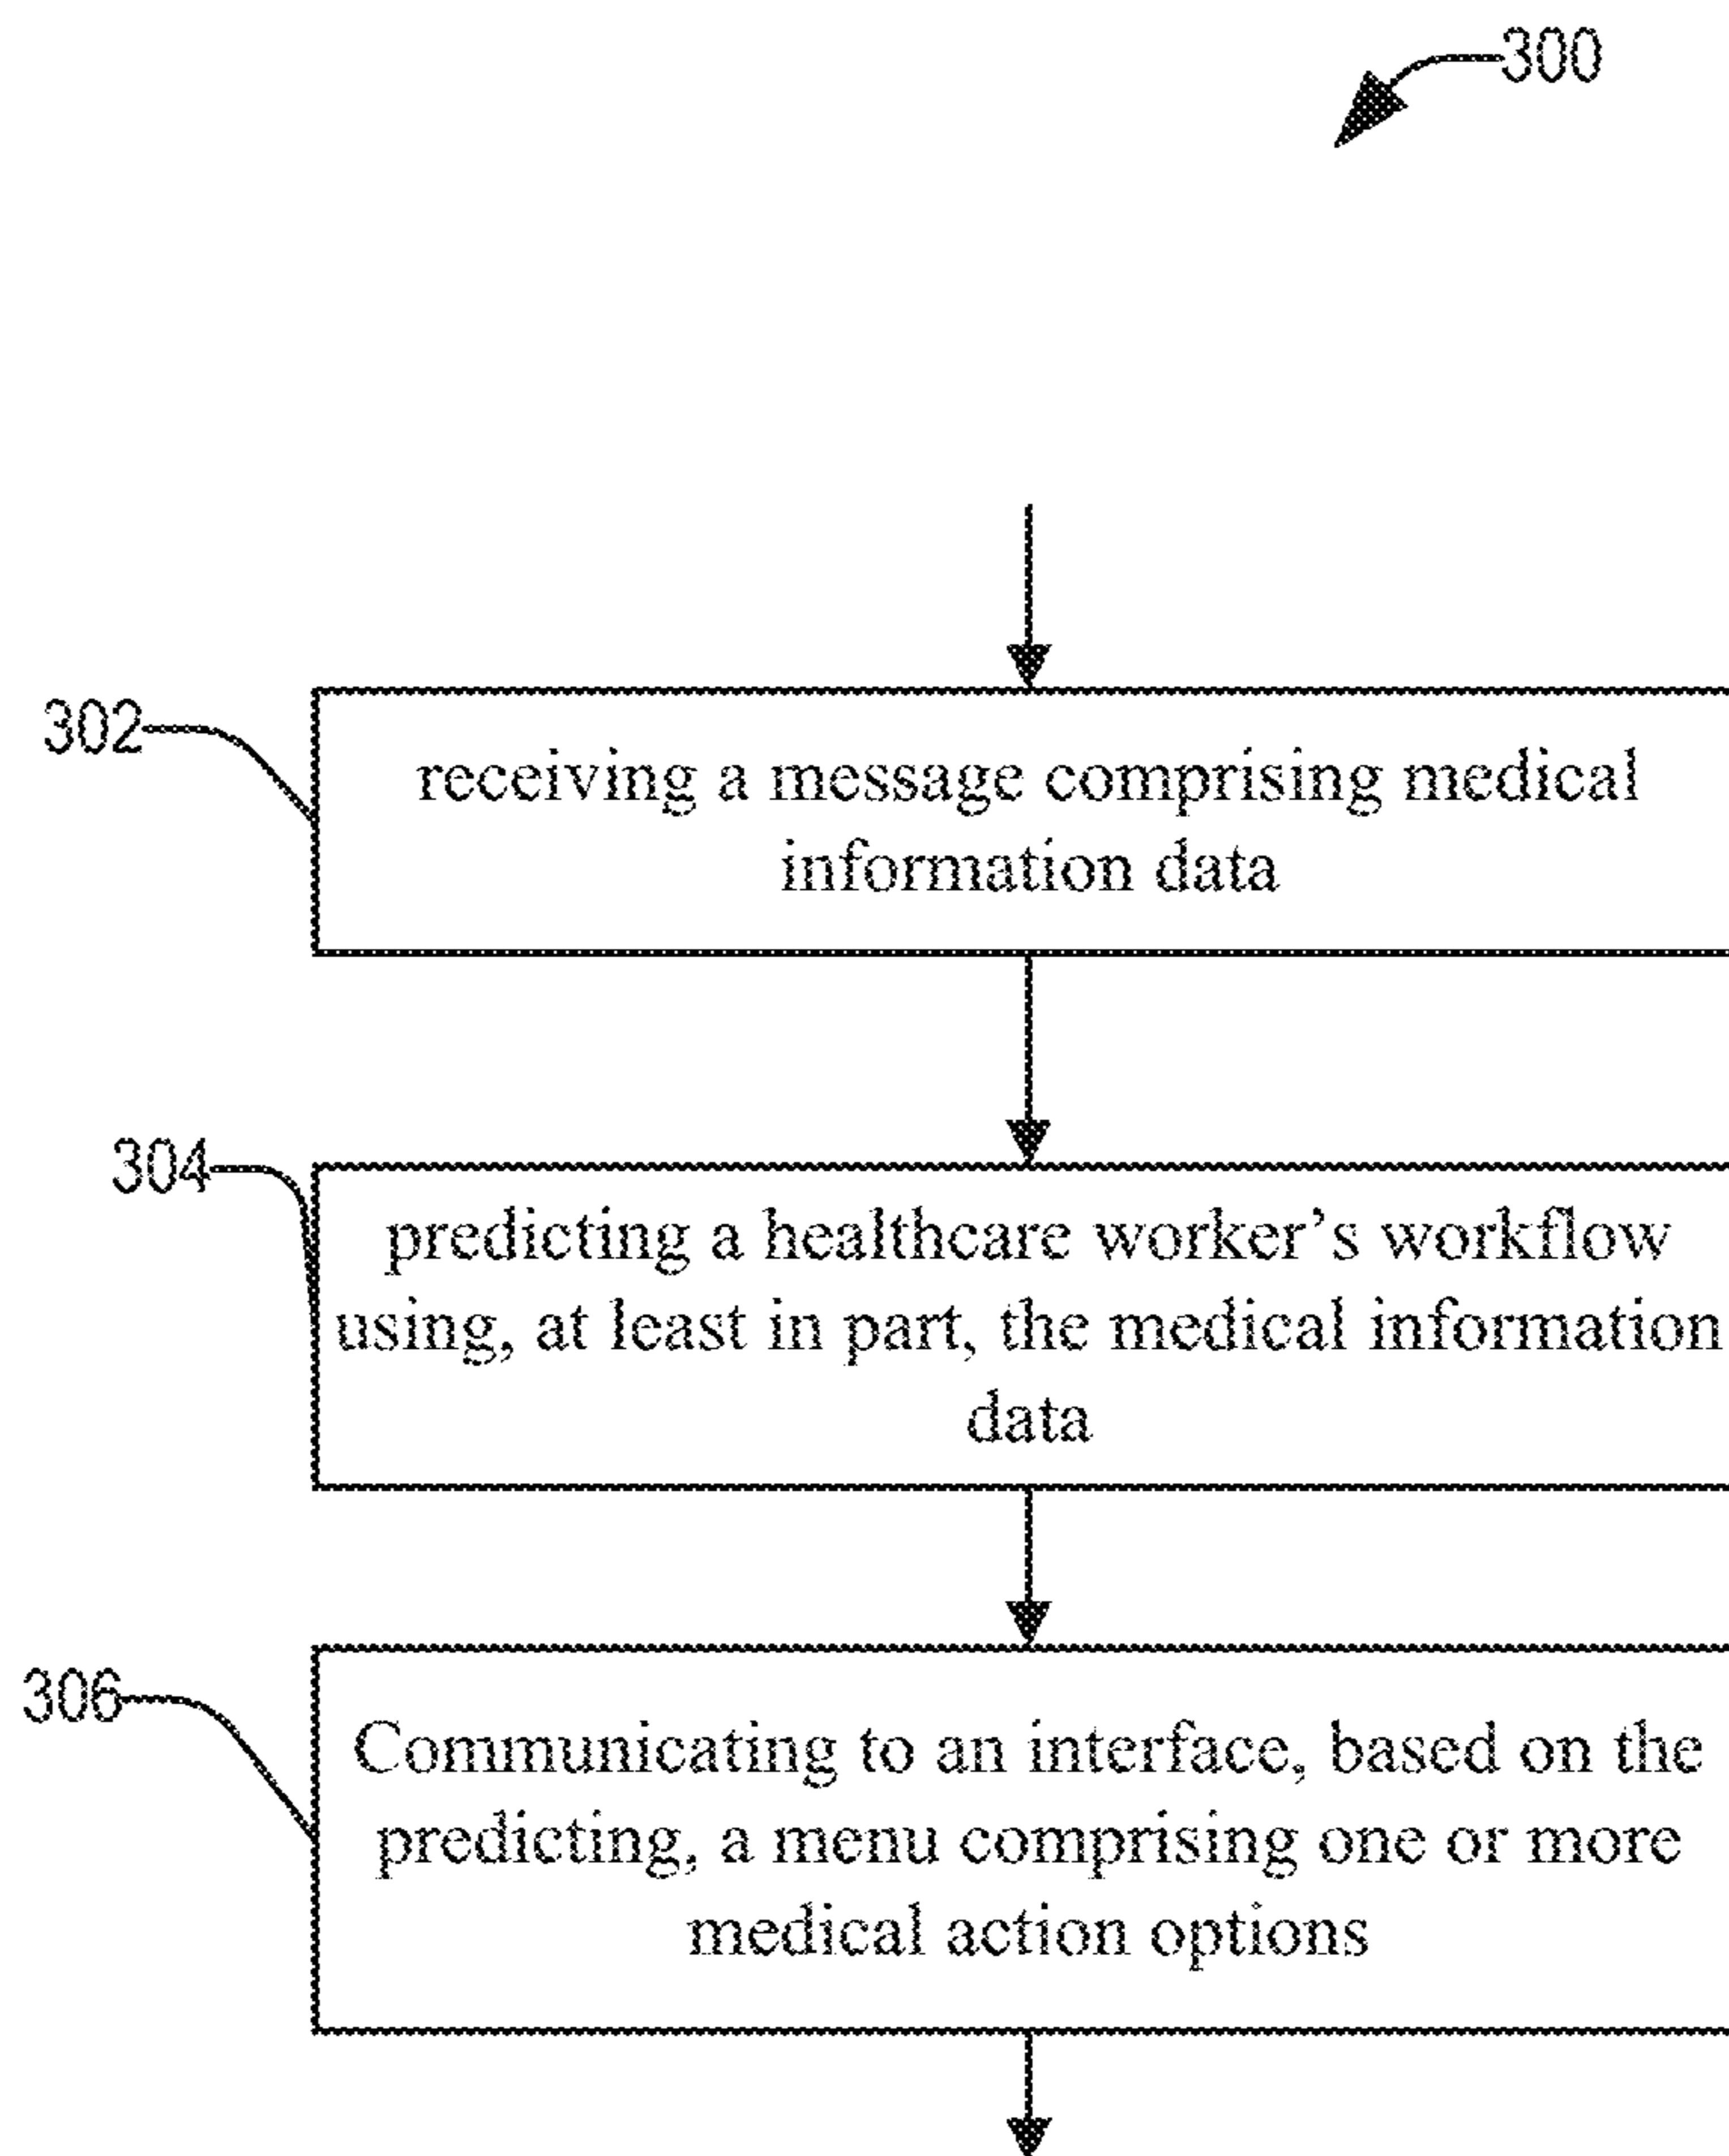 300
302
receiving a message comprising medical
information data
304
predicting a healthcare worker's workflow
using, at least in part, the medical information
data
306
Communicating to an interface, based on the
predicting, a menu comprising one or more
medical action options